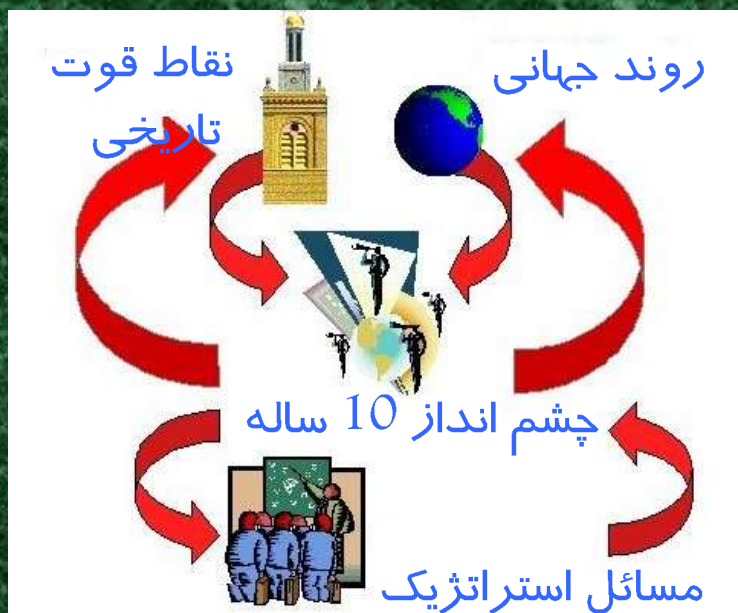 روند جهانی
نقاط قوت
تاریخی
چشم انداز 10 ساله
مسائل استراتژیک